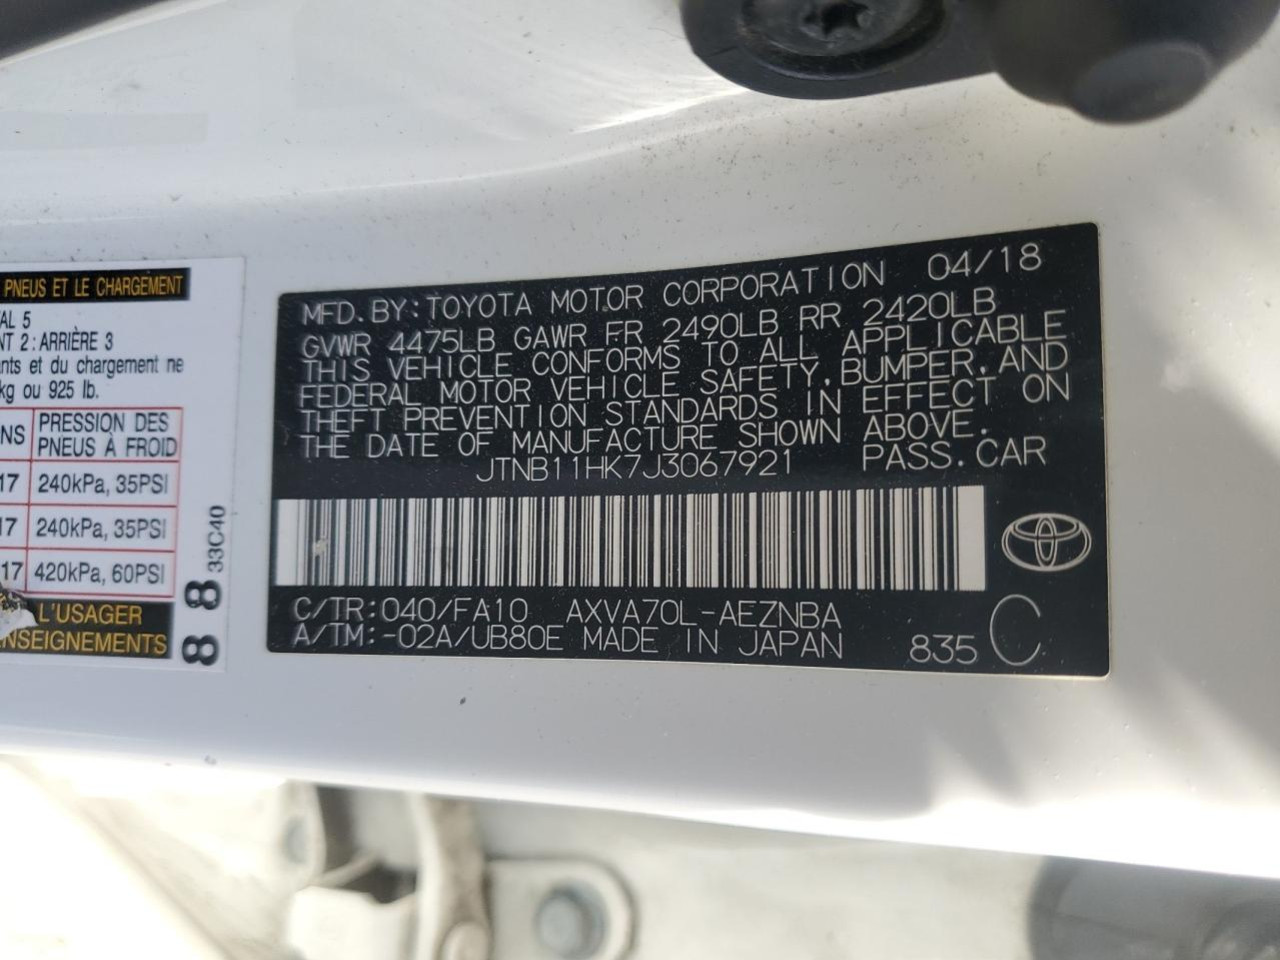 PNEUS ET LE CHARGEMENT
AL 5
NT 2 : ARRIÈRE 3
ants et du chargement ne
kg ou 925 lb.
NS PRESSION DES PNEUS À FROID
17 240kPa, 35PSI
17 240kPa, 35PSI
17 420kPa, 60PSI
L'USAGER
NSEIGNEMENTS
88
33C40
MFD. BY: TOYOTA MOTOR CORPORATION 04/18
GVWR 4475LB GAWR FR 2490LB RR 2420LB
THIS VEHICLE CONFORMS TO ALL APPLICABLE
FEDERAL MOTOR VEHICLE SAFETY, BUMPER, AND
THEFT PREVENTION STANDARDS IN EFFECT ON
THE DATE OF MANUFACTURE SHOWN ABOVE.
JTNB11HK7J3067921 PASS. CAR
C/TR: 040/FA10 AXVA70L-AEZNBA
A/TM: -02A/UB80E MADE IN JAPAN 835 C